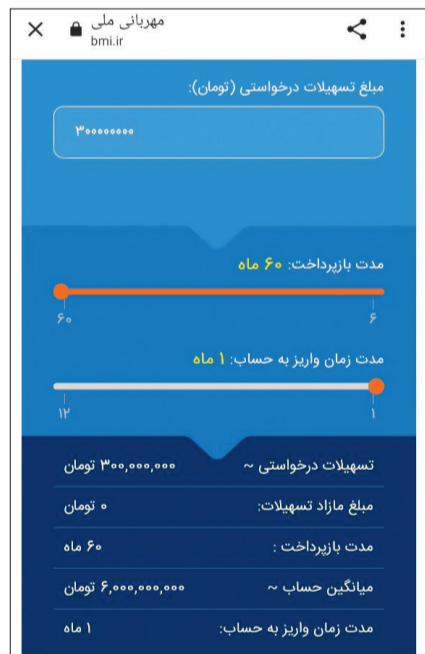 مهربانی ملی
bmi.ir
مبلغ تسهیلات درخواستی (تومان):
۳۰۰۰۰۰۰۰۰
مدت بازپرداخت: ۶۰ ماه
۶ ۶۰
مدت زمان واریز به حساب: ۱ ماه
۱ ۱۲
تسهیلات درخواستی ~ ۳۰۰,۰۰۰,۰۰۰ تومان
مبلغ مازاد تسهیلات: ۰ تومان
مدت بازپرداخت : ۶۰ ماه
میانگین حساب ~ ۶,۰۰۰,۰۰۰,۰۰۰ تومان
مدت زمان واریز به حساب: ۱ ماه